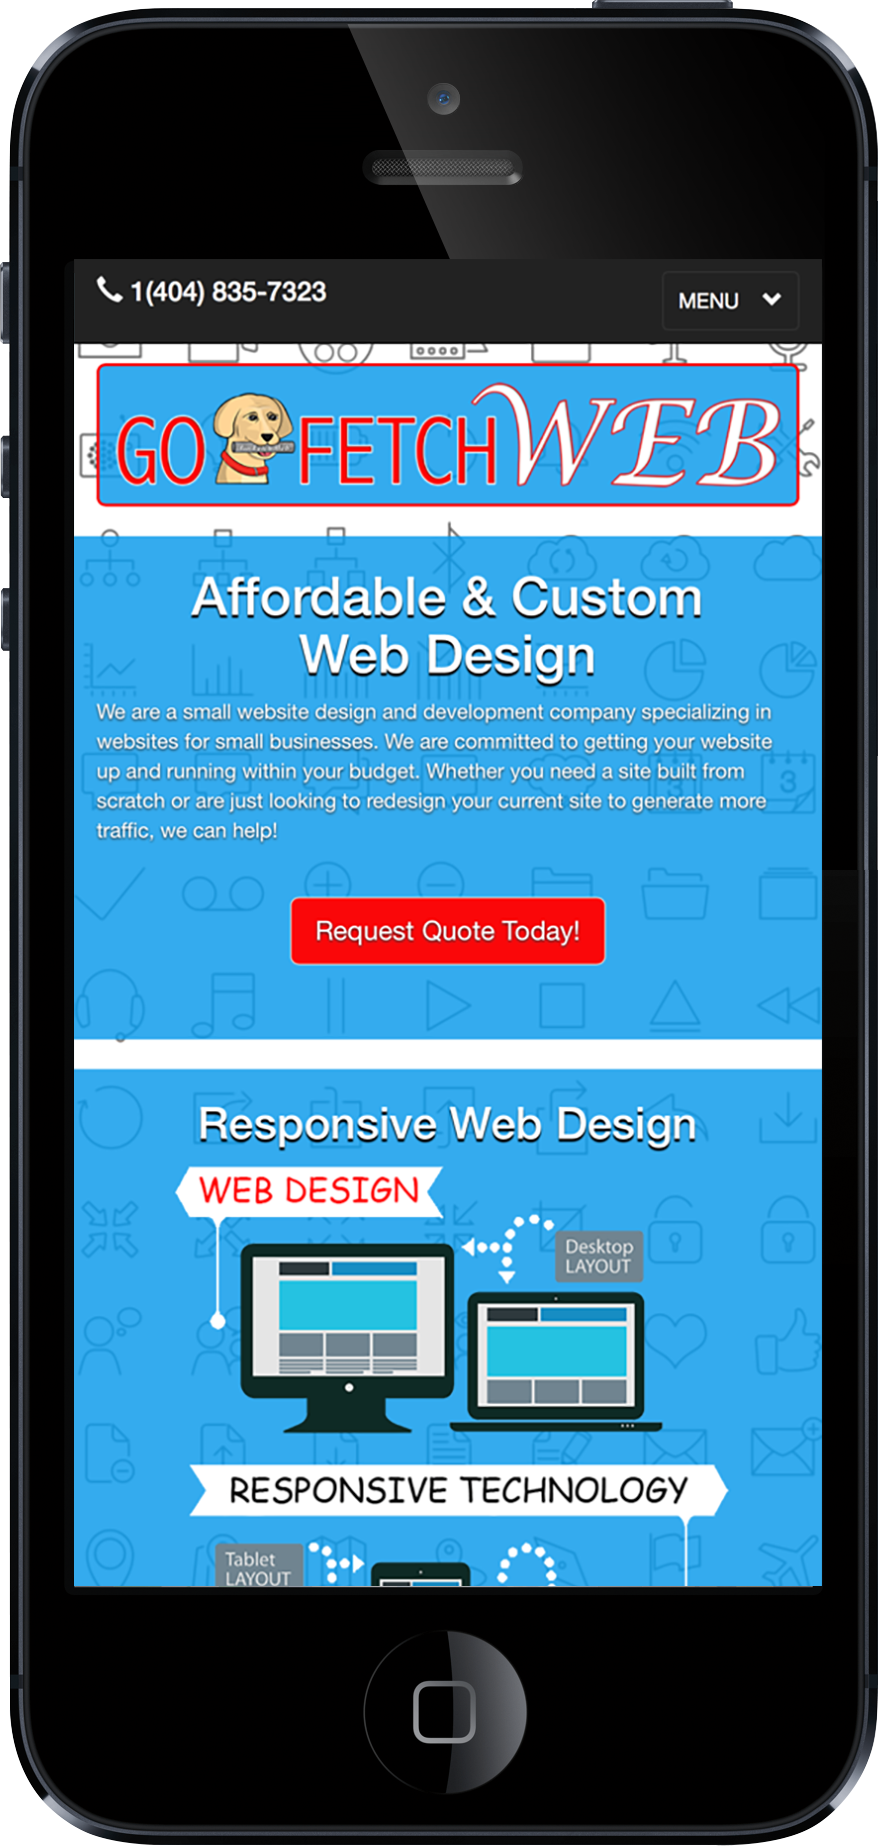 1(404) 835-7323
MENU
GO FETCH WEB
Affordable & Custom
Web Design
We are a small website design and development company specializing in
websites for small businesses. We are committed to getting your website
up and running within your budget. Whether you need a site built from
scratch or are just looking to redesign your current site to generate more
traffic, we can help!
3
3
Request Quote Today!
Responsive Web Design
WEB DESIGN
Desktop
LAYOUT
RESPONSIVE TECHNOLOGY
Tablet
LAYOUT